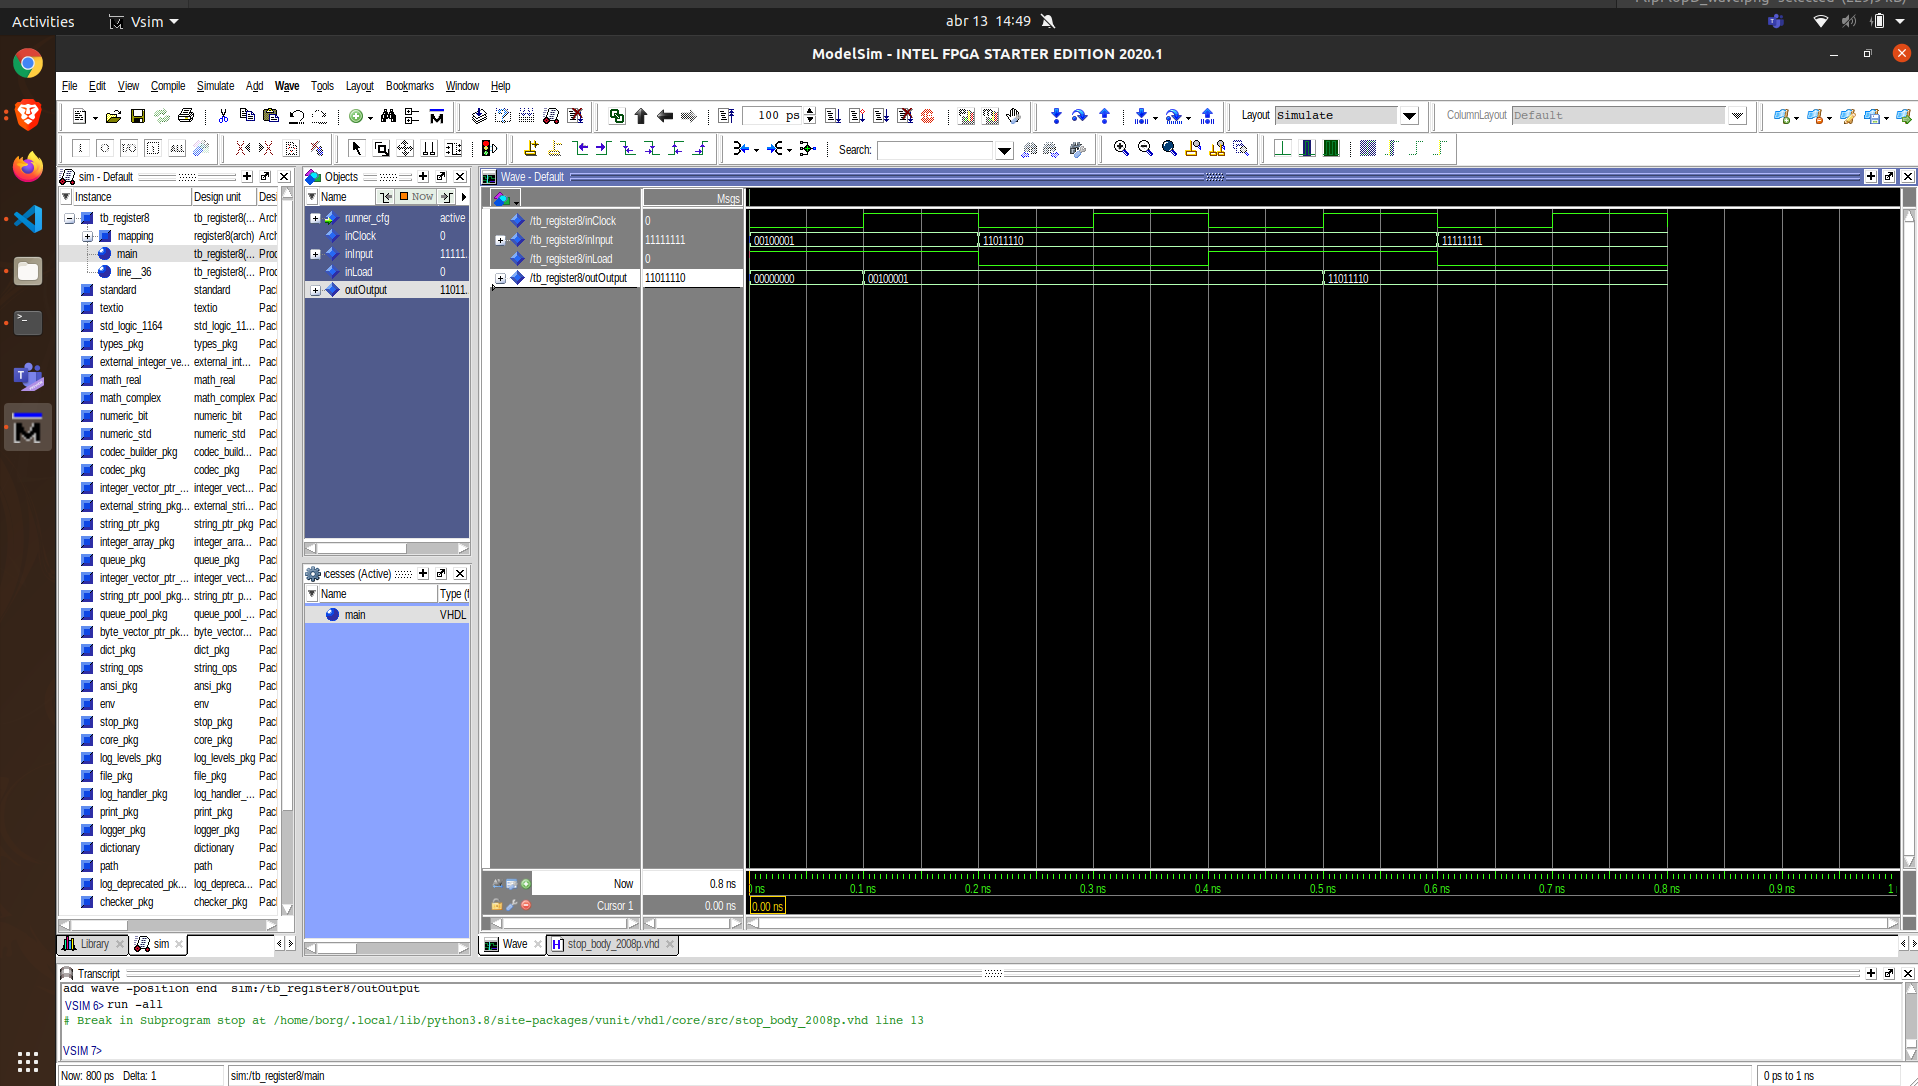 Activities
Vsim
abr 13 14:49
ModelSim - INTEL FPGA STARTER EDITION 2020.1
File Edit View Compile Simulate Add Wave Tools Layout Bookmarks Window Help
100 ps
Layout Simulate
ColumnLayout Default
Search:
sim - Default
Instance Design unit
tb_register8 tb_register8(... Arch
mapping register8(arch) Arch
main tb_register8(... Proc
line__36 tb_register8(... Proc
standard standard Pac
textio textio Pac
std_logic_1164 std_logic_11... Pac
types_pkg types_pkg Pac
external_integer_ve... external_int... Pac
math_real math_real Pac
math_complex math_complex Pac
numeric_bit numeric_bit Pac
numeric_std numeric_std Pac
codec_builder_pkg codec_build... Pac
codec_pkg codec_pkg Pac
integer_vector_ptr_... integer_vect... Pac
external_string_pkg... external_stri... Pac
string_ptr_pkg string_ptr_pkg Pac
integer_array_pkg integer_arra... Pac
queue_pkg queue_pkg Pac
integer_vector_ptr_... integer_vect... Pac
string_ptr_pool_pkg... string_ptr_p... Pac
queue_pool_pkg queue_pool_... Pac
byte_vector_ptr_pk... byte_vector... Pac
dict_pkg dict_pkg Pac
string_ops string_ops Pac
ansi_pkg ansi_pkg Pac
env env Pac
stop_pkg stop_pkg Pac
core_pkg core_pkg Pac
log_levels_pkg log_levels_pkg Pac
file_pkg file_pkg Pac
log_handler_pkg log_handler_... Pac
print_pkg print_pkg Pac
logger_pkg logger_pkg Pac
dictionary dictionary Pac
path path Pac
log_deprecated_pk... log_depreca... Pac
checker_pkg checker_pkg Pac
Library sim
Objects
Name NOW
runner_cfg active
inClock 0
inInput 11111.
inLoad 0
outOutput 11011.
cesses (Active)
Name Type (
main VHDL
Wave - Default
Msgs
/tb_register8/inClock 0
/tb_register8/inInput 11111111 00100001 11011110 11111111
/tb_register8/inLoad 0
/tb_register8/outOutput 11011110 00000000 00100001 11011110
Now 0.8 ns
ns 0.1 ns 0.2 ns 0.3 ns 0.4 ns 0.5 ns 0.6 ns 0.7 ns 0.8 ns 0.9 ns 1
Cursor 1 0.00 ns 0.00 ns
Wave stop_body_2008p.vhd
Transcript
add wave -position end sim:/tb_register8/outOutput
VSIM 6> run -all
# Break in Subprogram stop at /home/borg/.local/lib/python3.8/site-packages/vunit/vhdl/core/src/stop_body_2008p.vhd line 13
VSIM 7>
Now: 800 ps Delta: 1 sim:/tb_register8/main 0 ps to 1 ns